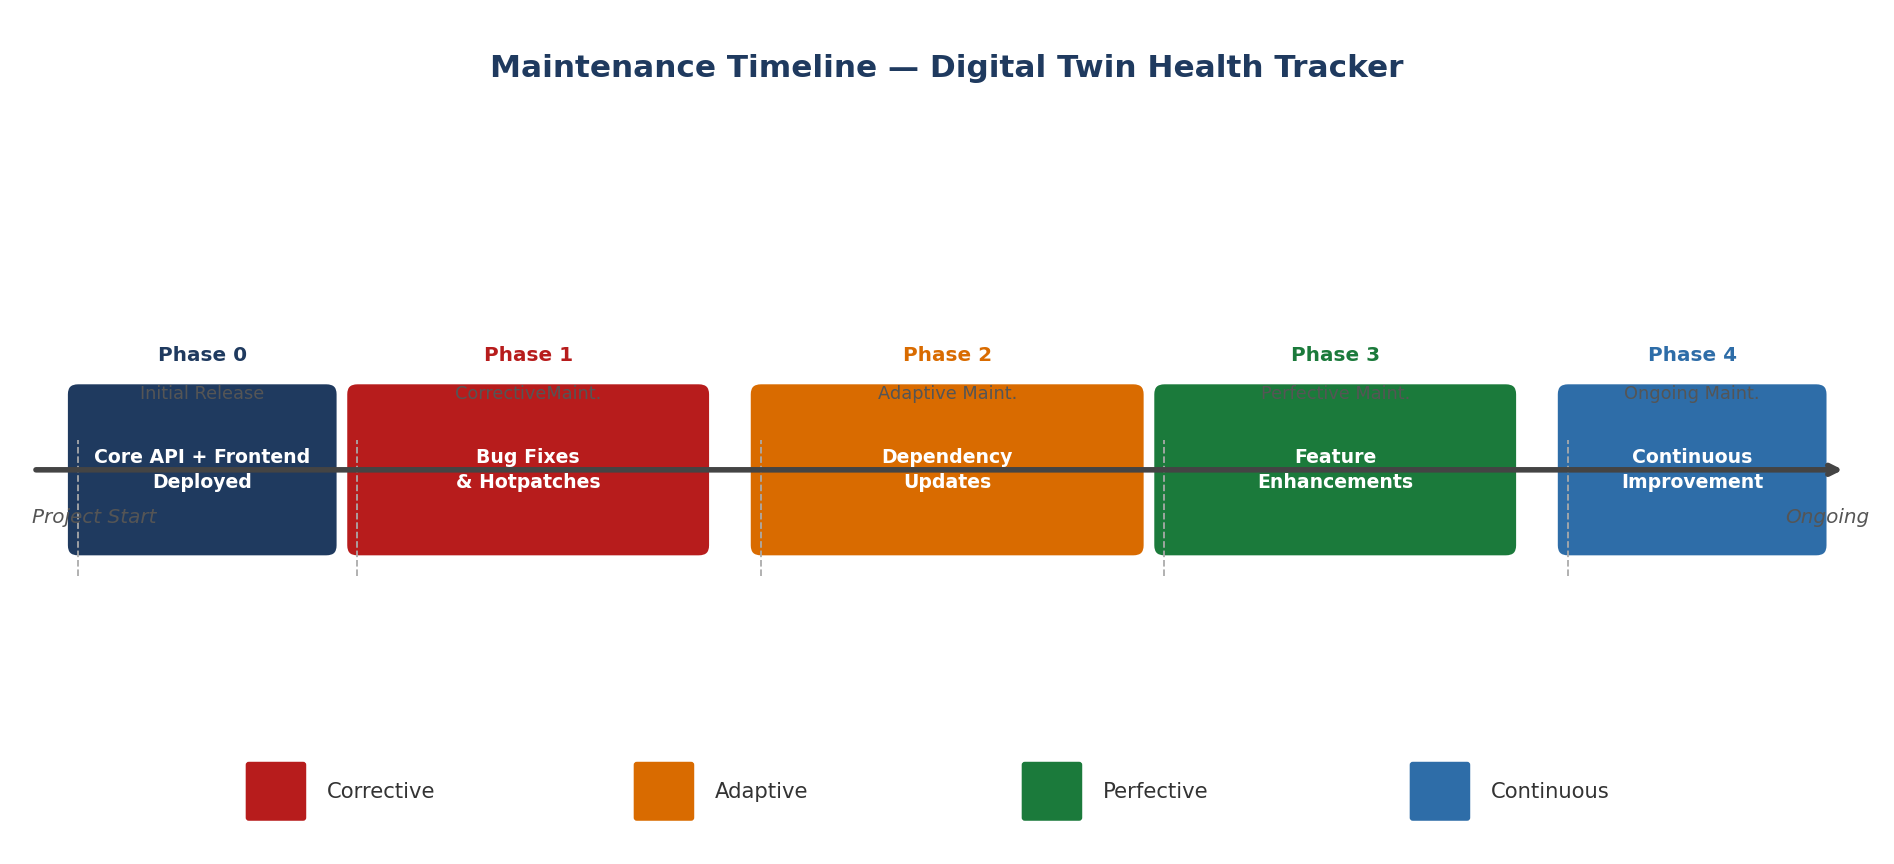 Maintenance Timeline — Digital Twin Health Tracker
Phase 0
Initial Release
Core API + Frontend
Deployed
Phase 1
CorrectiveMaint.
Bug Fixes
& Hotpatches
Phase 2
Adaptive Maint.
Dependency
Updates
Phase 3
Perfective Maint.
Feature
Enhancements
Phase 4
Ongoing Maint.
Continuous
Improvement
Project Start
Ongoing
Corrective
Adaptive
Perfective
Continuous